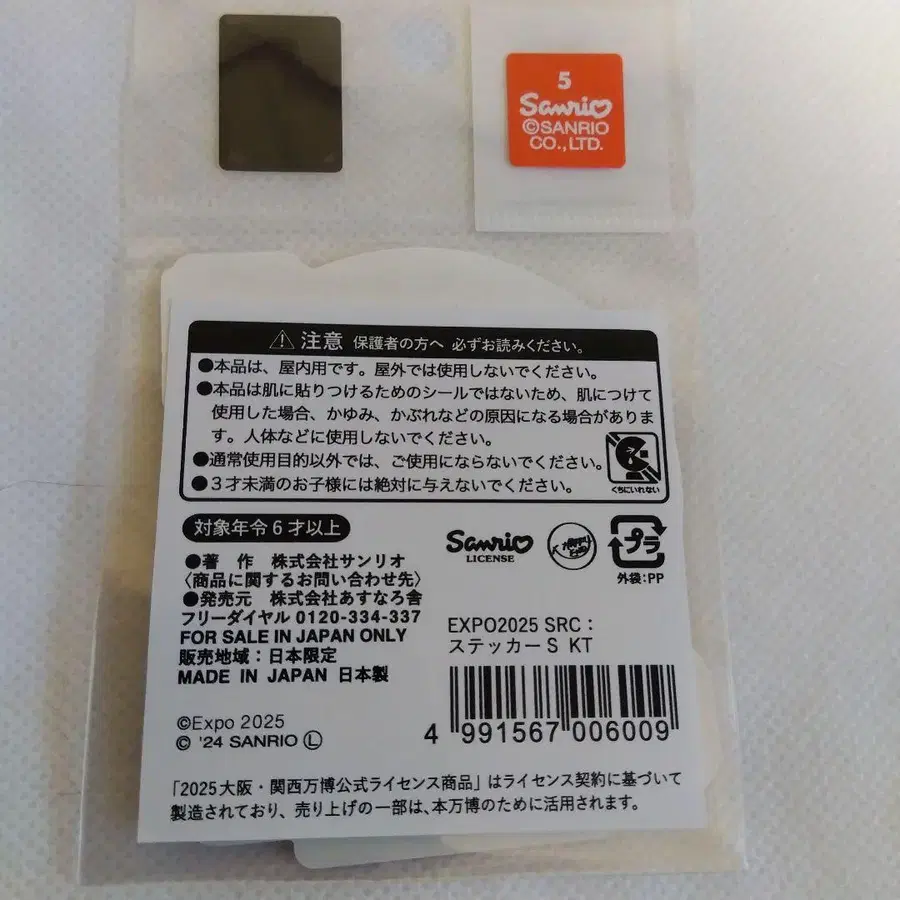 5
Sanrio
©SANRIO
CO.,LTD.
⚠注意 保護者の方へ 必ずお読みください。
●本品は、屋内用です。屋外では使用しないでください。
●本品は肌に貼りつけるためのシールではないため、肌につけて
使用した場合、かゆみ、かぶれなどの原因になる場合がありま
す。人体などに使用しないでください。
●通常使用目的以外では、ご使用にならないでください。
●3才未満のお子様には絶対に与えないでください。
くちにいれない
対象年令6才以上
●著 作 株式会社サンリオ
〈商品に関するお問い合わせ先〉
●発売元 株式会社あすなろ舎
フリーダイヤル 0120-334-337
FOR SALE IN JAPAN ONLY
販売地域:日本限定
MADE IN JAPAN 日本製
Sanrio
LICENSE
プラ
外袋:PP
EXPO2025 SRC:
ステッカーS KT
4 991567 006009
©Expo 2025
© '24 SANRIO Ⓛ
「2025大阪・関西万博公式ライセンス商品」はライセンス契約に基づいて
製造されており、売り上げの一部は、本万博のために活用されます。